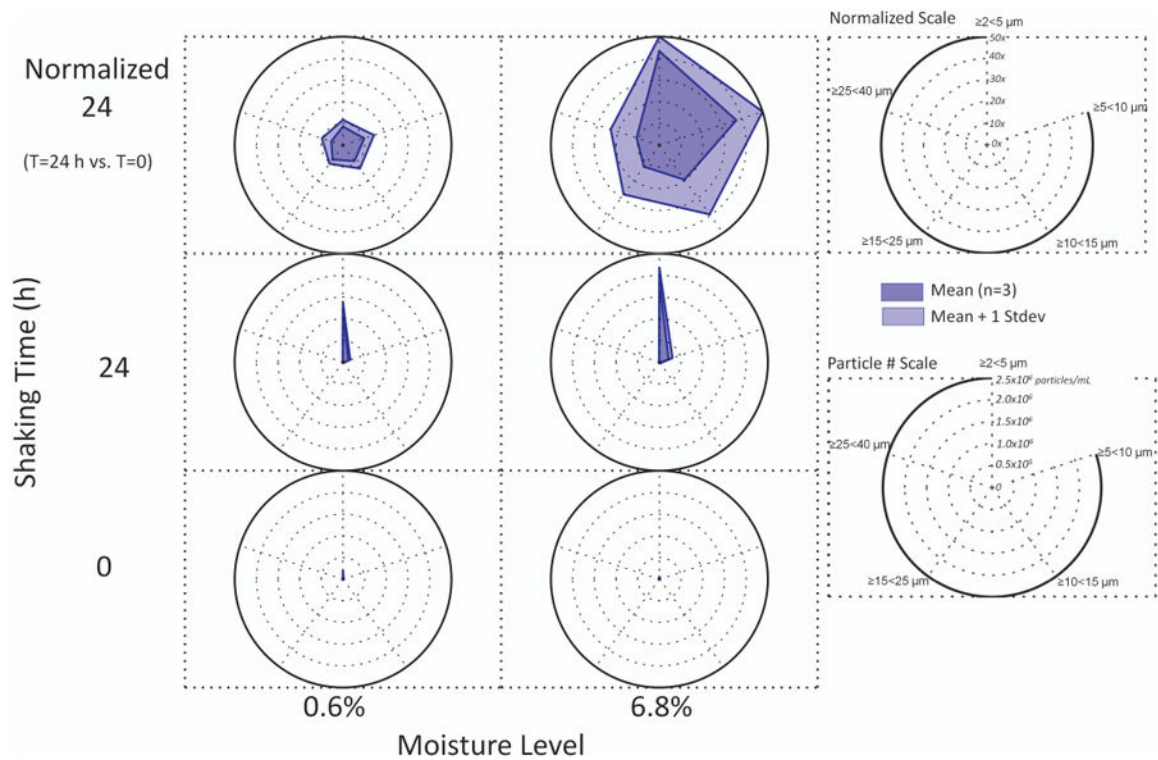 Normalized
24
(T=24 h vs. T=0)
Shaking Time (h)
24
0
0.6%
6.8%
Moisture Level
Normalized Scale
≥2<5 µm
50x
40x
30x
20x
10x
0x
≥25<40 µm
≥5<10 µm
≥15<25 µm
≥10<15 µm
Mean (n=3)
Mean + 1 Stdev
Particle # Scale
≥2<5 µm
2.5x10⁶ particles/mL
2.0x10⁶
1.5x10⁶
1.0x10⁶
0.5x10⁶
0
≥25<40 µm
≥5<10 µm
≥15<25 µm
≥10<15 µm